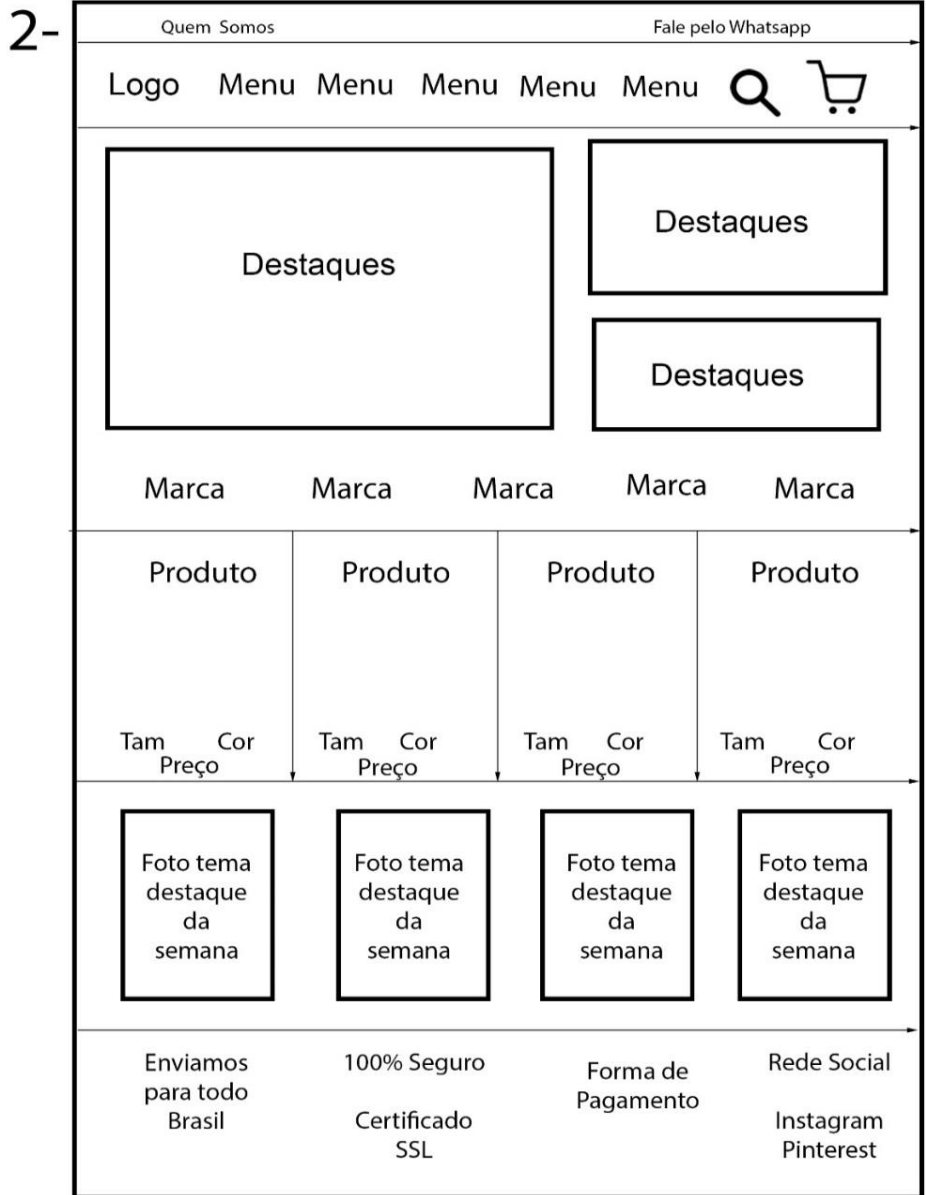 2-
Quem Somos
Fale pelo Whatsapp
Logo Menu Menu Menu Menu Menu
Destaques
Destaques
Destaques
Marca Marca Marca Marca Marca
Produto Produto Produto Produto
Tam Cor
Preço
Tam Cor
Preço
Tam Cor
Preço
Tam Cor
Preço
Foto tema
destaque
da
semana
Foto tema
destaque
da
semana
Foto tema
destaque
da
semana
Foto tema
destaque
da
semana
Enviamos
para todo
Brasil
100% Seguro
Certificado
SSL
Forma de
Pagamento
Rede Social
Instagram
Pinterest